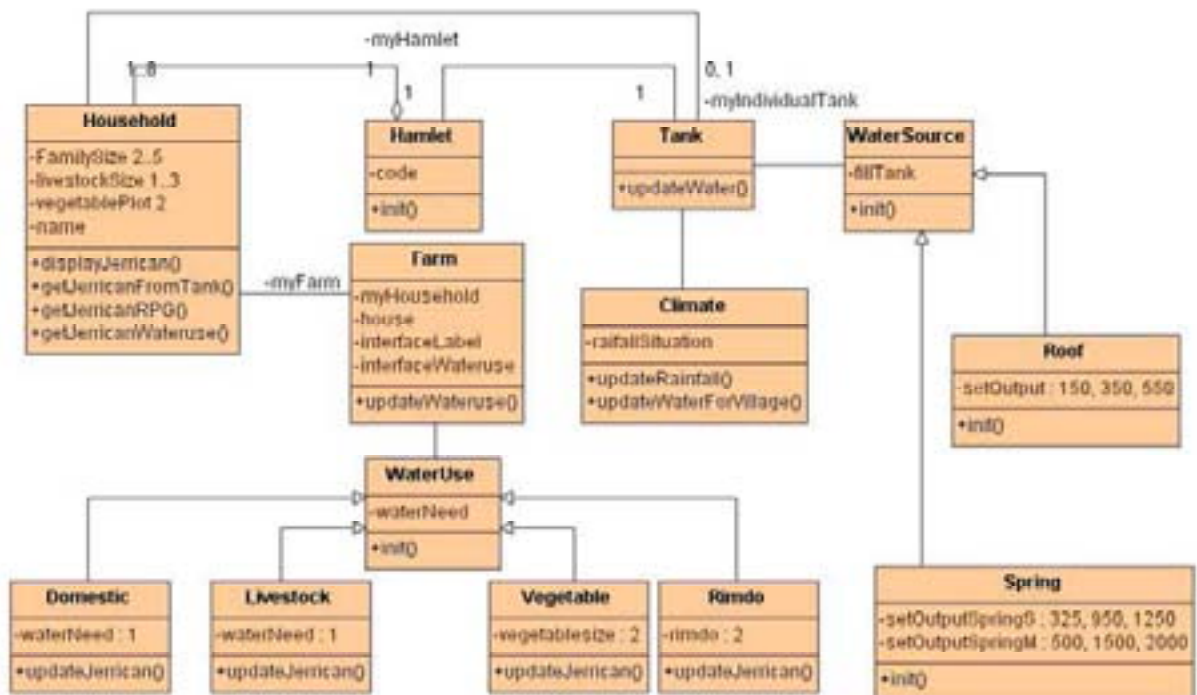 -myHamlet
1..8
1
1
1
0, 1
-myIndividualTank
Household
-FamilySize 2..5
-livestockSize 1..3
-vegetablePlot 2
-name
+displayJerrican()
+getJerricanFromTank()
+getJerricanRPG()
+getJerricanWateruse()
Hamlet
-code
+init()
Tank
+updateWater()
WaterSource
-fillTank
+init()
-myFarm
Farm
-myHousehold
-house
-interfaceLabel
-interfaceWateruse
+updateWateruse()
Climate
-raifallSituation
+updateRainfall()
+updateWaterForVillage()
Roof
-setOutput : 150, 350, 550
+init()
WaterUse
-waterNeed
+init()
Domestic
-waterNeed : 1
+updateJerrican()
Livestock
-waterNeed : 1
+updateJerrican()
Vegetable
-vegetablesize : 2
+updateJerrican()
Rimdo
-rimdo : 2
+updateJerrican()
Spring
-setOutputSpringS : 325, 950, 1250
-setOutputSpringM : 500, 1500, 2000
+init()